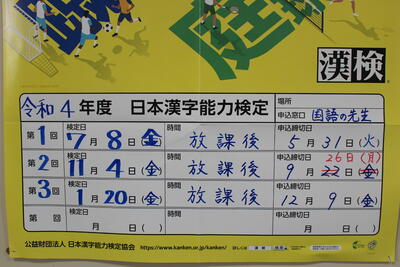 漢検
令和4年度 日本漢字能力検定
場所
申込窓口 国語の先生
第1回 検定日 7月8日(金) 時間 放課後 申込締切日 5月31日(火)
26日(月)
第2回 検定日 11月4日(金) 時間 放課後 申込締切日 9月22日(金)
第3回 検定日 1月20日(金) 時間 放課後 申込締切日 12月9日(金)
第 回 検定日 月 日( ) 時間 申込締切日 月 日( )
公益財団法人 日本漢字能力検定協会 https://www.kanken.or.jp/kanken/ 漢検 検索